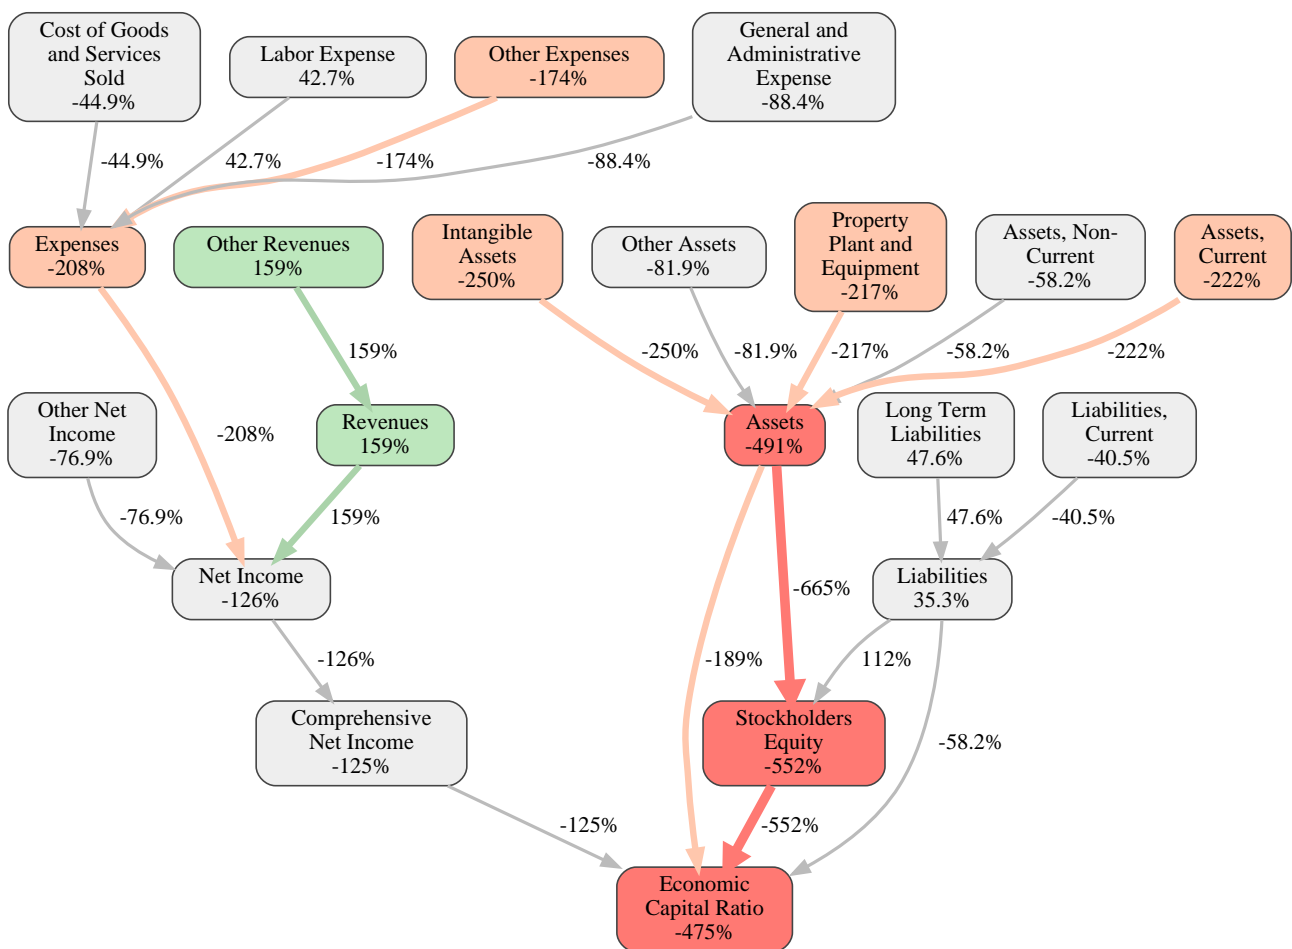 Cost of Goods
and Services
Sold
-44.9%
Labor Expense
42.7%
Other Expenses
-174%
General and
Administrative
Expense
-88.4%
-44.9%
42.7%
-174%
-88.4%
Expenses
-208%
Other Revenues
159%
Intangible
Assets
-250%
Other Assets
-81.9%
Property
Plant and
Equipment
-217%
Assets, Non-
Current
-58.2%
Assets,
Current
-222%
159%
-250%
-81.9%
-217%
-58.2%
-222%
Other Net
Income
-76.9%
-208%
Revenues
159%
Assets
-491%
Long Term
Liabilities
47.6%
Liabilities,
Current
-40.5%
-76.9%
159%
47.6%
-40.5%
Net Income
-126%
-665%
Liabilities
35.3%
-126%
-189%
112%
Comprehensive
Net Income
-125%
Stockholders
Equity
-552%
-58.2%
-125%
-552%
Economic
Capital Ratio
-475%